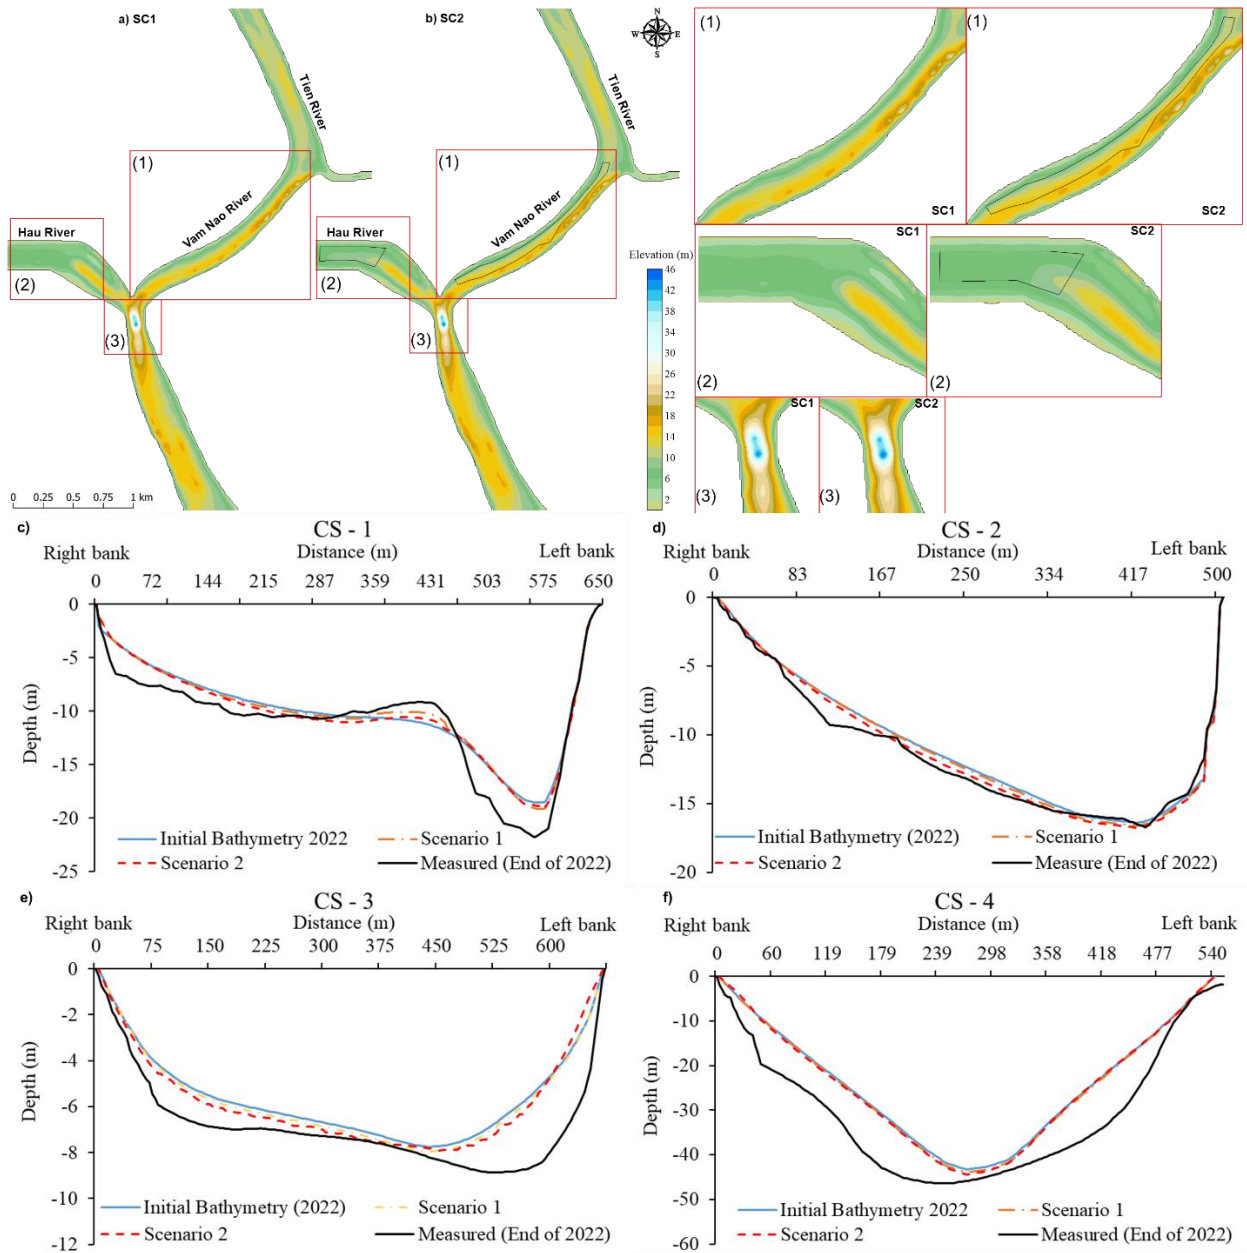 a) SC1
b) SC2
N
W E
S
Tien River
Tien River
(1)
(1)
Vam Nao River
Vam Nao River
Hau River
Hau River
(2)
(2)
(3)
(3)
0 0.25 0.5 0.75 1 km
Elevation (m)
46
42
38
34
30
26
22
18
14
10
6
2
(1)
SC1
(1)
SC2
SC1
(2)
SC2
(2)
SC1
(3)
SC2
(3)
c)
CS - 1
Right bank Distance (m) Left bank
0 72 144 215 287 359 431 503 575 650
0
-5
-10
-15
-20
-25
Depth (m)
Initial Bathymetry 2022
Scenario 1
Scenario 2
Measured (End of 2022)
d)
CS - 2
Right bank Distance (m) Left bank
0 83 167 250 334 417 500
0
-5
-10
-15
-20
Depth (m)
Initial Bathymetry (2022)
Scenario 1
Scenario 2
Measure (End of 2022)
e)
CS - 3
Right bank Distance (m) Left bank
0 75 150 225 300 375 450 525 600
0
-2
-4
-6
-8
-10
-12
Depth (m)
Initial Bathymetry (2022)
Scenario 1
Scenario 2
Measured (End of 2022)
f)
CS - 4
Right bank Distance (m) Left bank
0 60 119 179 239 298 358 418 477 540
0
-10
-20
-30
-40
-50
-60
Depth (m)
Initial Bathymetry 2022
Scenario 1
Scenario 2
Measured (End of 2022)